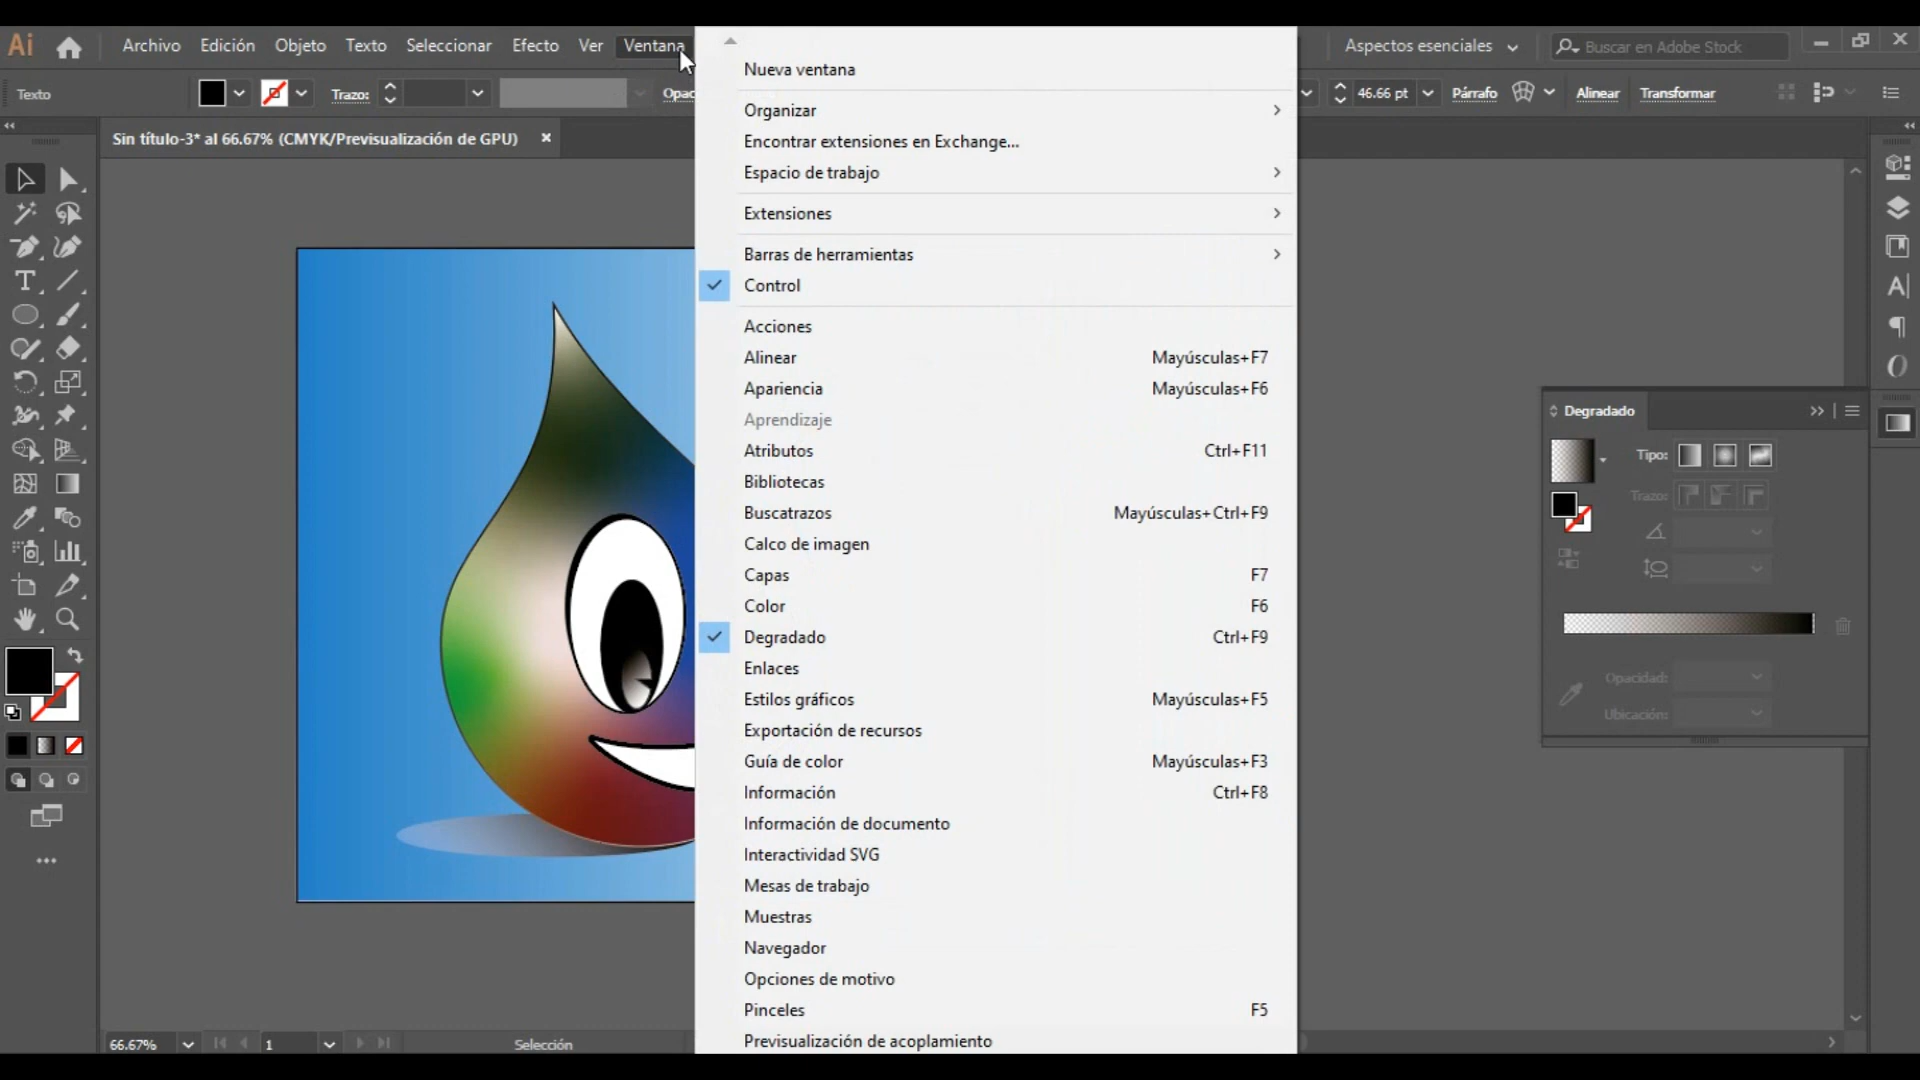 Ai Archivo Edición Objeto Texto Seleccionar Efecto Ver Ventana Aspectos esenciales Buscar en Adobe Stock
Texto Trazo: Opac 46.66 pt Párrafo Alinear Transformar
Sin título-3* al 66.67% (CMYK/Previsualización de GPU)
Nueva ventana
Organizar
Encontrar extensiones en Exchange...
Espacio de trabajo
Extensiones
Barras de herramientas
Control
Acciones
Alinear Mayúsculas+F7
Apariencia Mayúsculas+F6
Aprendizaje
Atributos Ctrl+F11
Bibliotecas
Buscatrazos Mayúsculas+Ctrl+F9
Calco de imagen
Capas F7
Color F6
Degradado Ctrl+F9
Enlaces
Estilos gráficos Mayúsculas+F5
Exportación de recursos
Guía de color Mayúsculas+F3
Información Ctrl+F8
Información de documento
Interactividad SVG
Mesas de trabajo
Muestras
Navegador
Opciones de motivo
Pinceles F5
Previsualización de acoplamiento
Degradado
Tipo:
Trazo:
Opacidad:
Ubicación:
66.67% 1 Selección